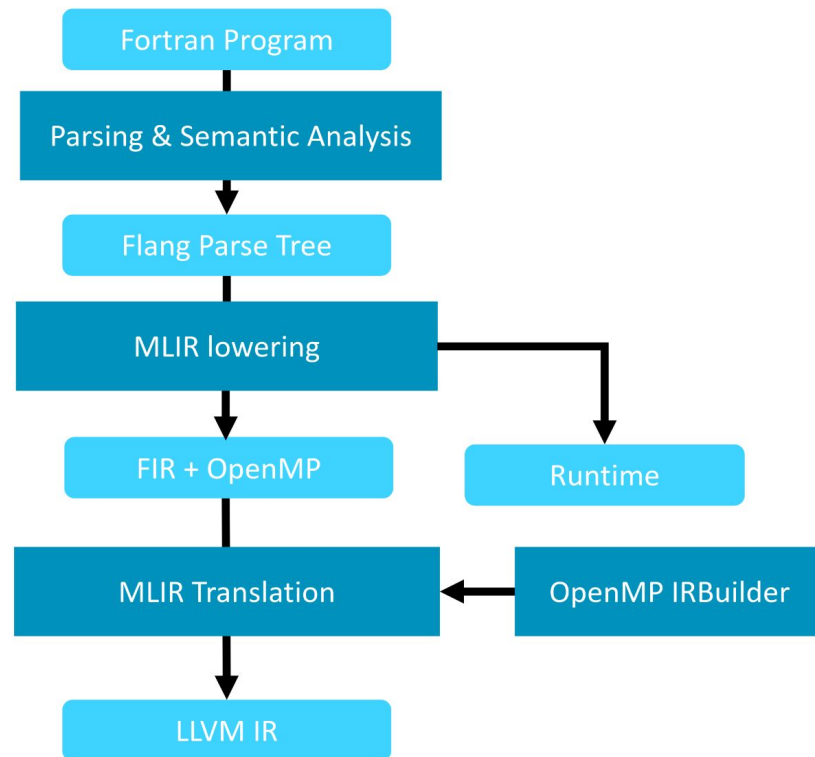 Fortran Program
Parsing & Semantic Analysis
Flang Parse Tree
MLIR lowering
FIR + OpenMP
Runtime
MLIR Translation
OpenMP IRBuilder
LLVM IR